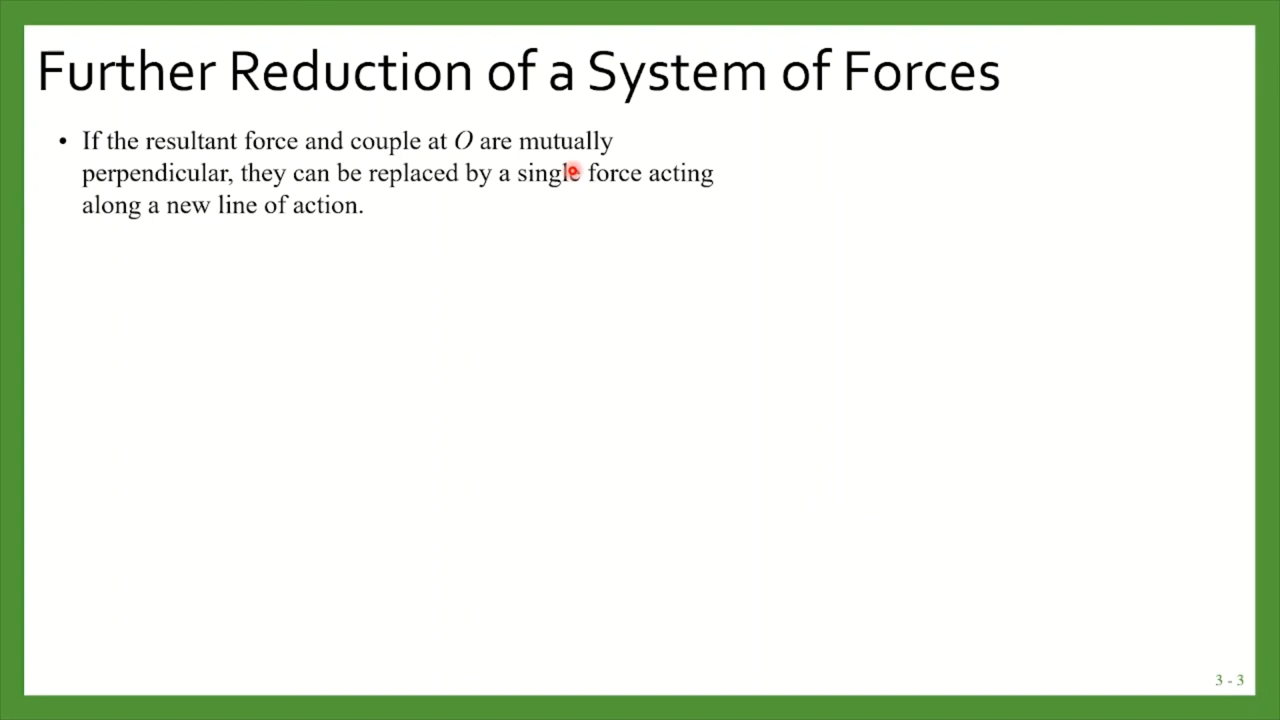 Further Reduction of a System of Forces
• If the resultant force and couple at O are mutually
perpendicular, they can be replaced by a single force acting
along a new line of action.
3 - 3